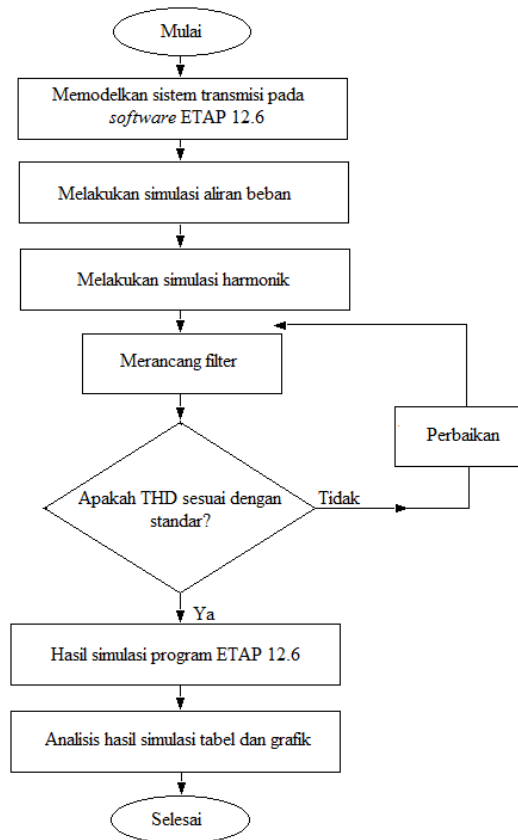 Mulai
Memodelkan sistem transmisi pada
software ETAP 12.6
Melakukan simulasi aliran beban
Melakukan simulasi harmonik
Merancang filter
Perbaikan
Apakah THD sesuai dengan
standar?
Tidak
Ya
Hasil simulasi program ETAP 12.6
Analisis hasil simulasi tabel dan grafik
Selesai